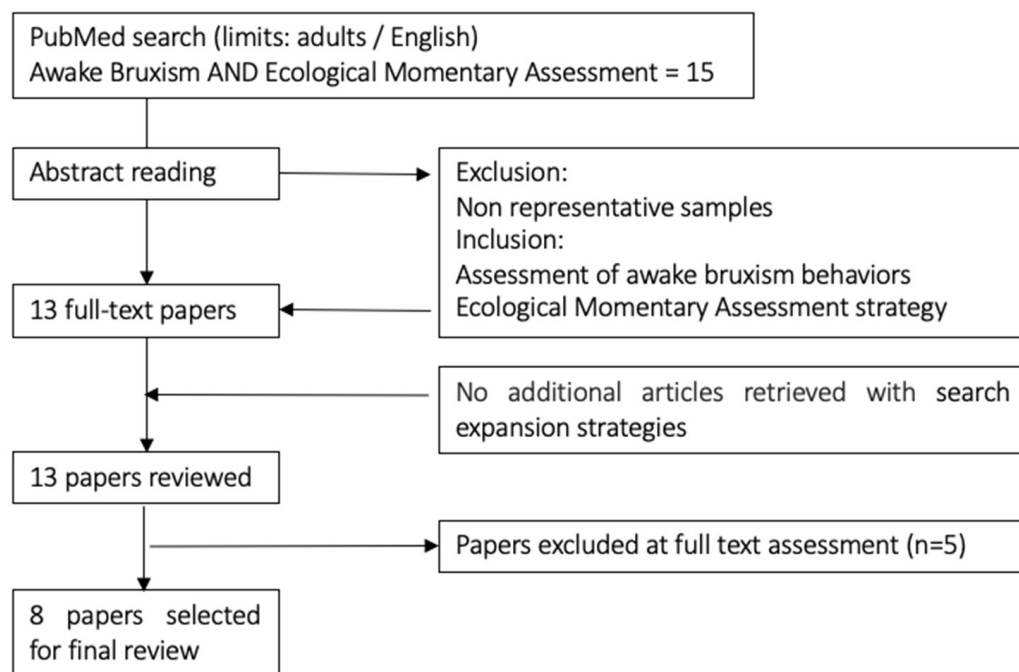 PubMed search (limits: adults / English)
Awake Bruxism AND Ecological Momentary Assessment = 15
Abstract reading
Exclusion:
Non representative samples
Inclusion:
Assessment of awake bruxism behaviors
Ecological Momentary Assessment strategy
13 full-text papers
No additional articles retrieved with search
expansion strategies
13 papers reviewed
Papers excluded at full text assessment (n=5)
8 papers selected
for final review